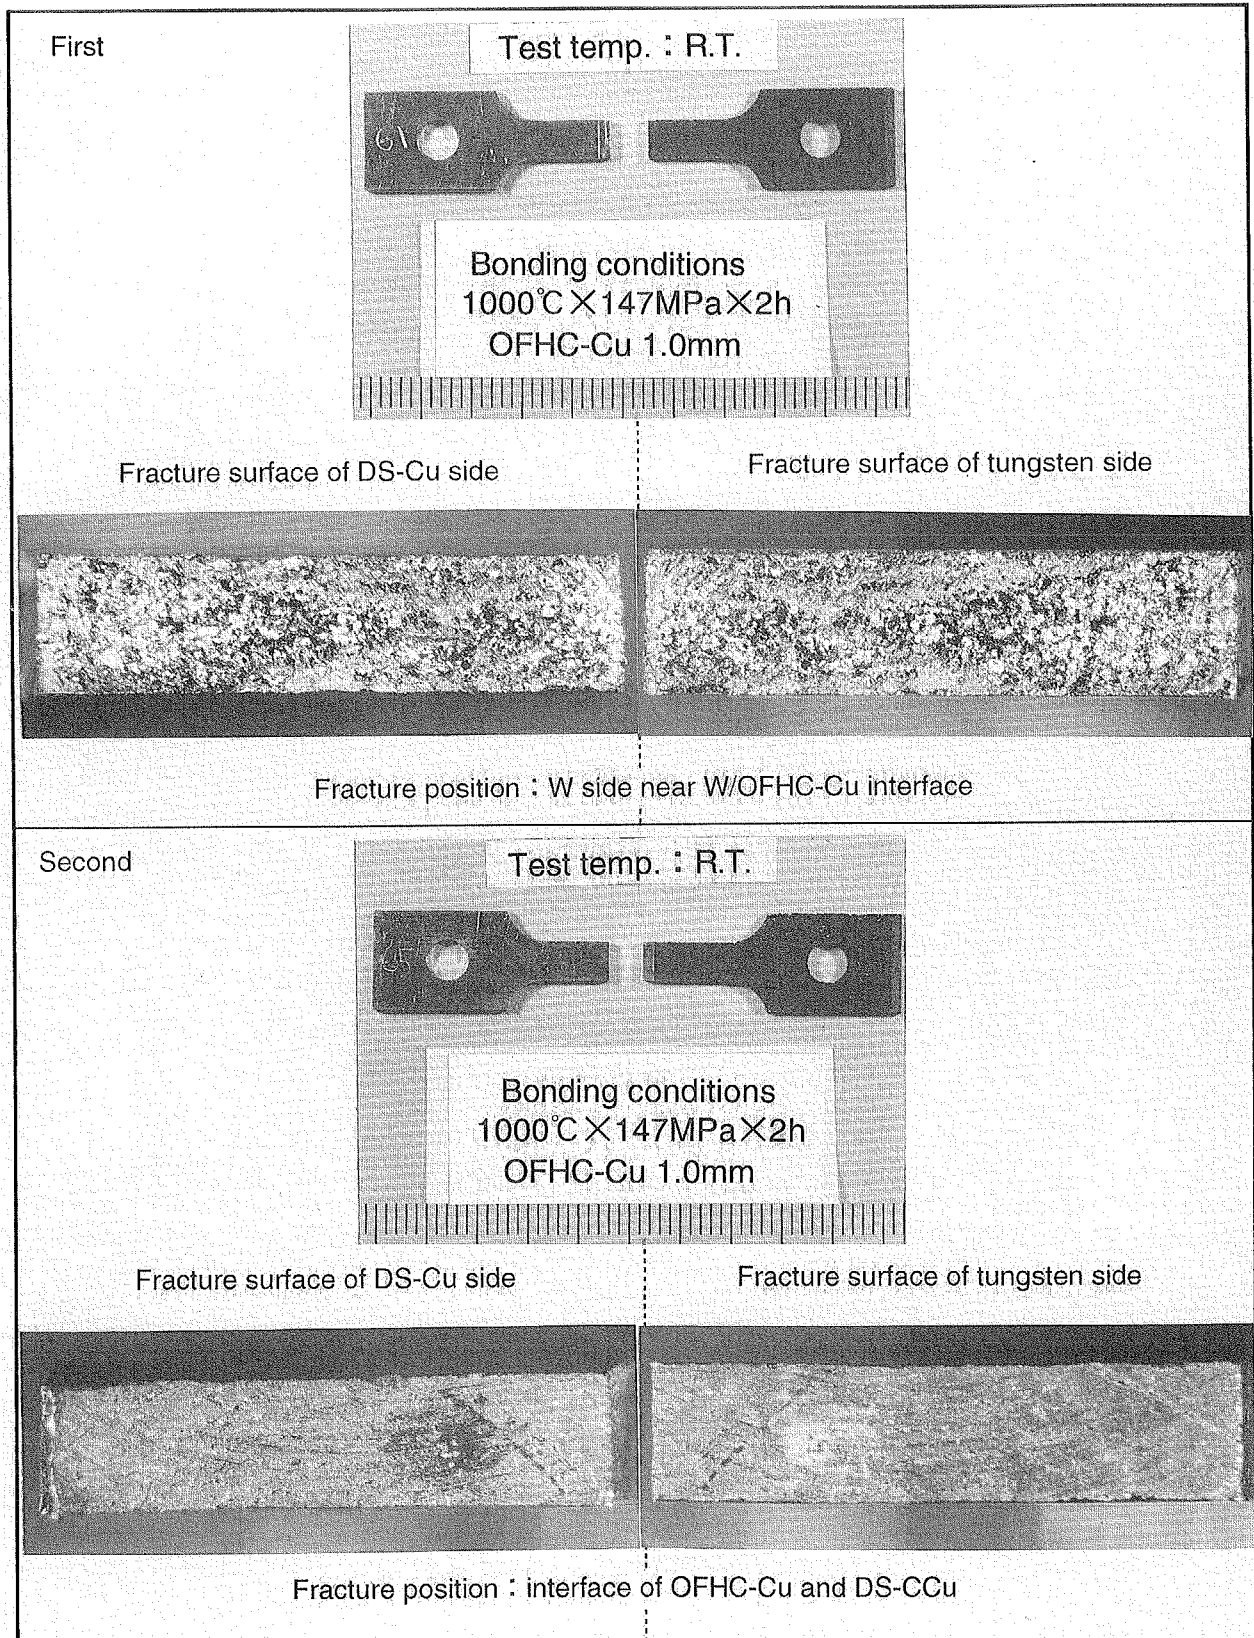 First
Test temp. : R.T.
Bonding conditions
1000℃×147MPa×2h
OFHC-Cu 1.0mm
Fracture surface of DS-Cu side
Fracture surface of tungsten side
Fracture position : W side near W/OFHC-Cu interface
Second
Test temp. : R.T.
Bonding conditions
1000℃×147MPa×2h
OFHC-Cu 1.0mm
Fracture surface of DS-Cu side
Fracture surface of tungsten side
Fracture position : interface of OFHC-Cu and DS-CCu